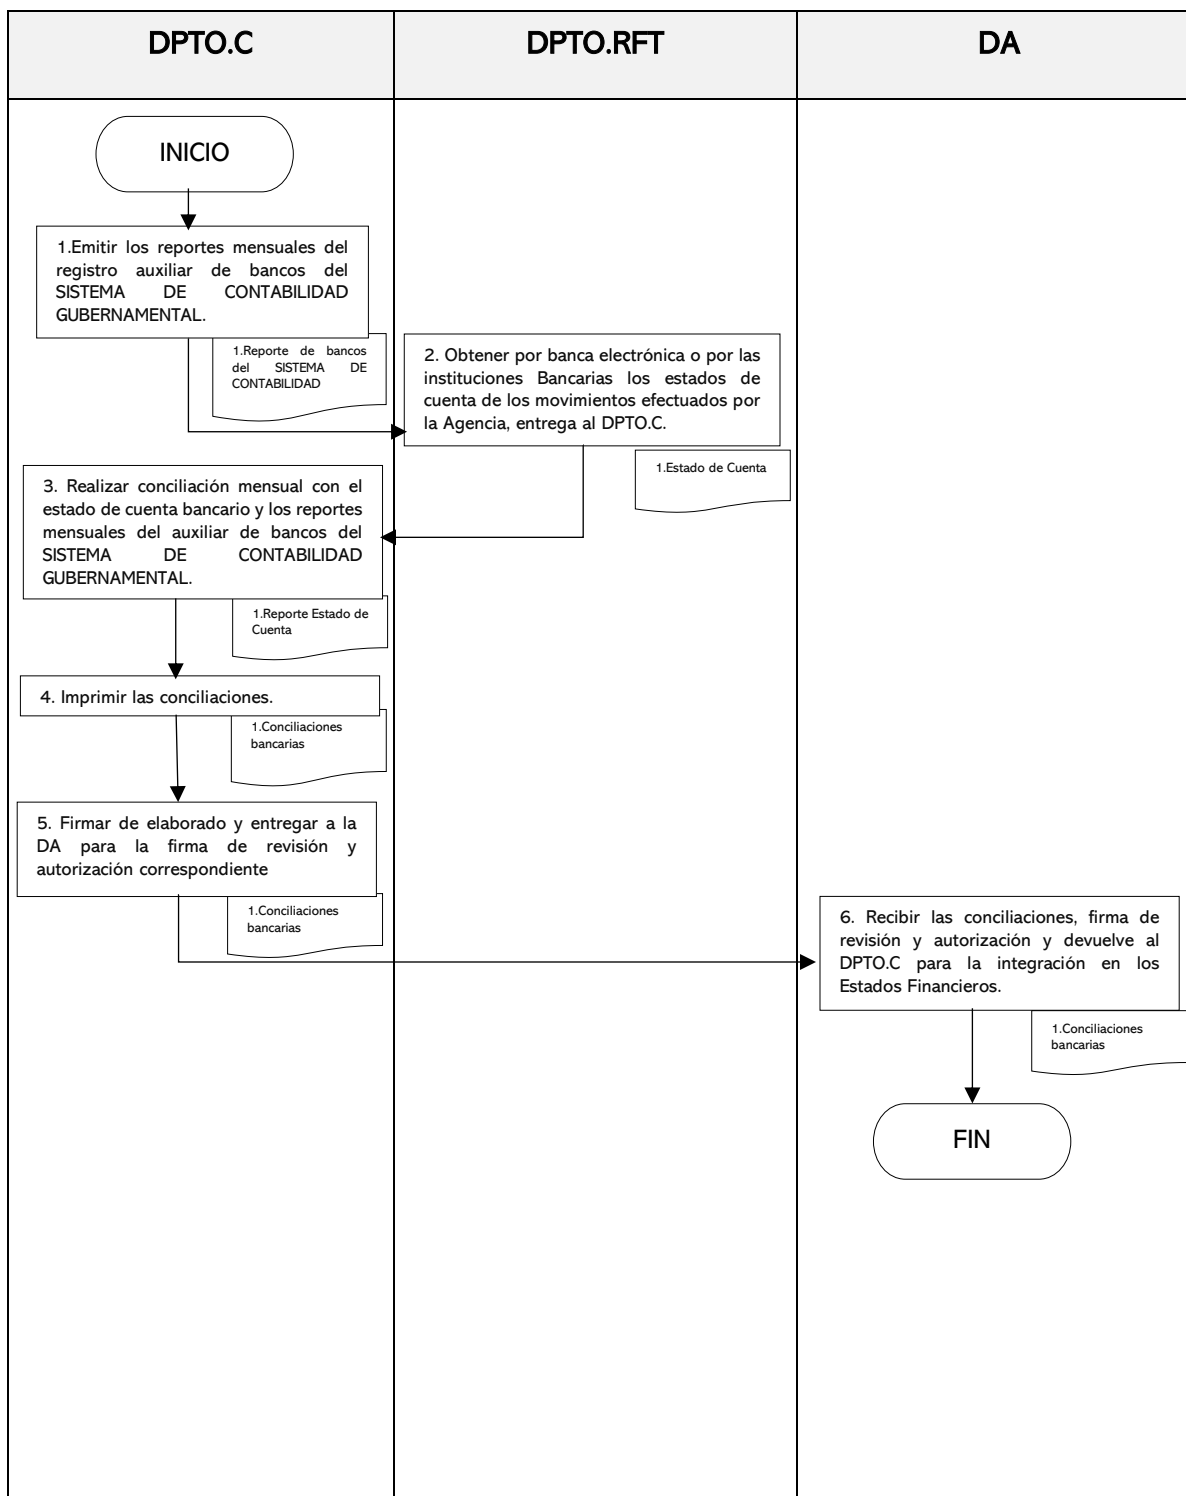 DPTO.C
DPTO.RFT
DA
INICIO
1.Emitir los reportes mensuales del
registro auxiliar de bancos del
SISTEMA DE CONTABILIDAD
GUBERNAMENTAL.
1.Reporte de bancos
del SISTEMA DE
CONTABILIDAD
2. Obtener por banca electrónica o por las
instituciones Bancarias los estados de
cuenta de los movimientos efectuados por
la Agencia, entrega al DPTO.C.
1.Estado de Cuenta
3. Realizar conciliación mensual con el
estado de cuenta bancario y los reportes
mensuales del auxiliar de bancos del
SISTEMA DE CONTABILIDAD
GUBERNAMENTAL.
1.Reporte Estado de
Cuenta
4. Imprimir las conciliaciones.
1.Conciliaciones
bancarias
5. Firmar de elaborado y entregar a la
DA para la firma de revisión y
autorización correspondiente
1.Conciliaciones
bancarias
6. Recibir las conciliaciones, firma de
revisión y autorización y devuelve al
DPTO.C para la integración en los
Estados Financieros.
1.Conciliaciones
bancarias
FIN